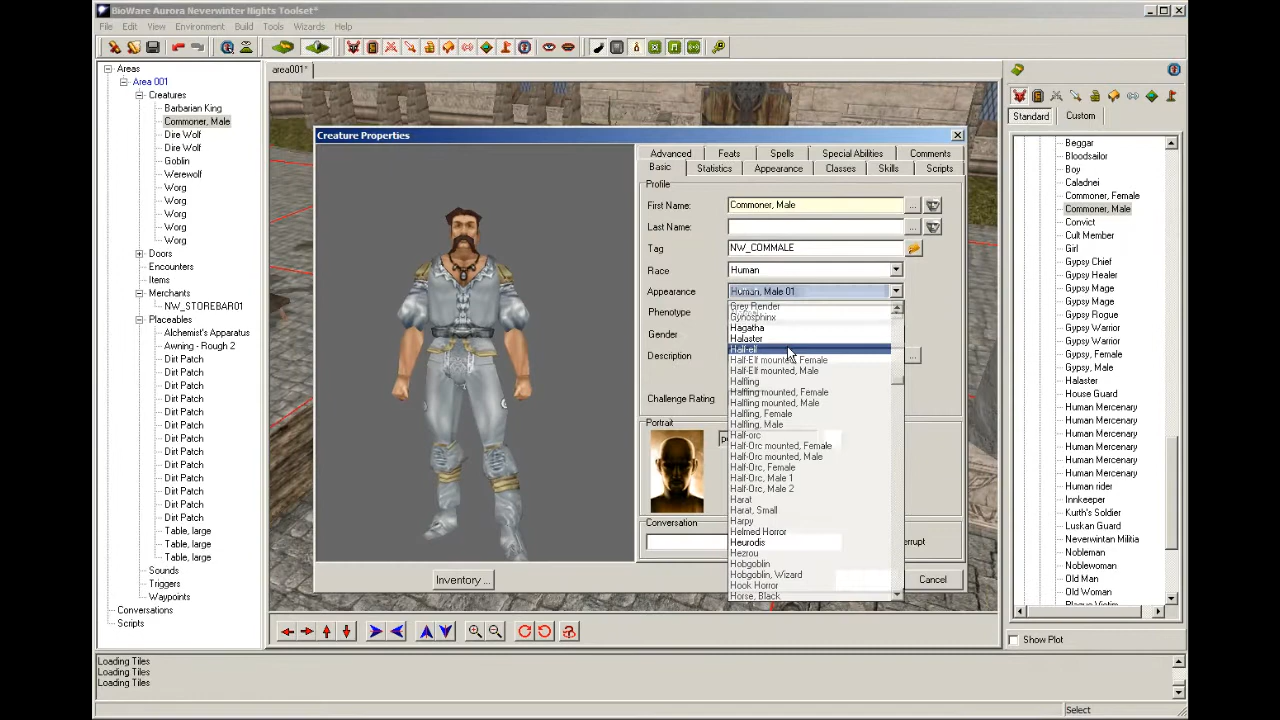 BioWare Aurora Neverwinter Nights Toolset*
File Edit View Environment Build Tools Wizards Help
Areas
Area 001
Creatures
Barbarian King
Commoner, Male
Dire Wolf
Dire Wolf
Goblin
Werewolf
Worg
Worg
Worg
Worg
Worg
Doors
Encounters
Items
Merchants
NW_STOREBAR01
Placeables
Alchemist's Apparatus
Awning - Rough 2
Dirt Patch
Dirt Patch
Dirt Patch
Dirt Patch
Dirt Patch
Dirt Patch
Dirt Patch
Dirt Patch
Dirt Patch
Dirt Patch
Dirt Patch
Dirt Patch
Dirt Patch
Table, large
Table, large
Table, large
Sounds
Triggers
Waypoints
Conversations
Scripts
area001*
Creature Properties
Advanced Feats Spells Special Abilities Comments
Basic Statistics Appearance Classes Skills Scripts
Profile
First Name: Commoner, Male ...
Last Name: ...
Tag NW_COMMALE
Race Human
Appearance Human, Male 01
Phenotype
Gender
Description ...
Challenge Rating
Portrait
Conversation
Inventory ...
Cancel
Grey Render
Gynosphinx
Hagatha
Halaster
Half-elf
Half-Elf mounted, Female
Half-Elf mounted, Male
Halfling
Halfling mounted, Female
Halfling mounted, Male
Halfling, Female
Halfling, Male
Half-orc
Half-Orc mounted, Female
Half-Orc mounted, Male
Half-Orc, Female
Half-Orc, Male 1
Half-Orc, Male 2
Harat
Harat, Small
Harpy
Helmed Horror
Heurodis
Hezrou
Hobgoblin
Hobgoblin, Wizard
Hook Horror
Horse, Black
Standard Custom
Beggar
Bloodsailor
Boy
Caladnei
Commoner, Female
Commoner, Male
Convict
Cult Member
Girl
Gypsy Chief
Gypsy Healer
Gypsy Mage
Gypsy Mage
Gypsy Rogue
Gypsy Warrior
Gypsy Warrior
Gypsy, Female
Gypsy, Male
Halaster
House Guard
Human Mercenary
Human Mercenary
Human Mercenary
Human Mercenary
Human Mercenary
Human rider
Innkeeper
Kurth's Soldier
Luskan Guard
Neverwinter Militia
Nobleman
Noblewoman
Old Man
Old Woman
Show Plot
Loading Tiles
Loading Tiles
Loading Tiles
Select